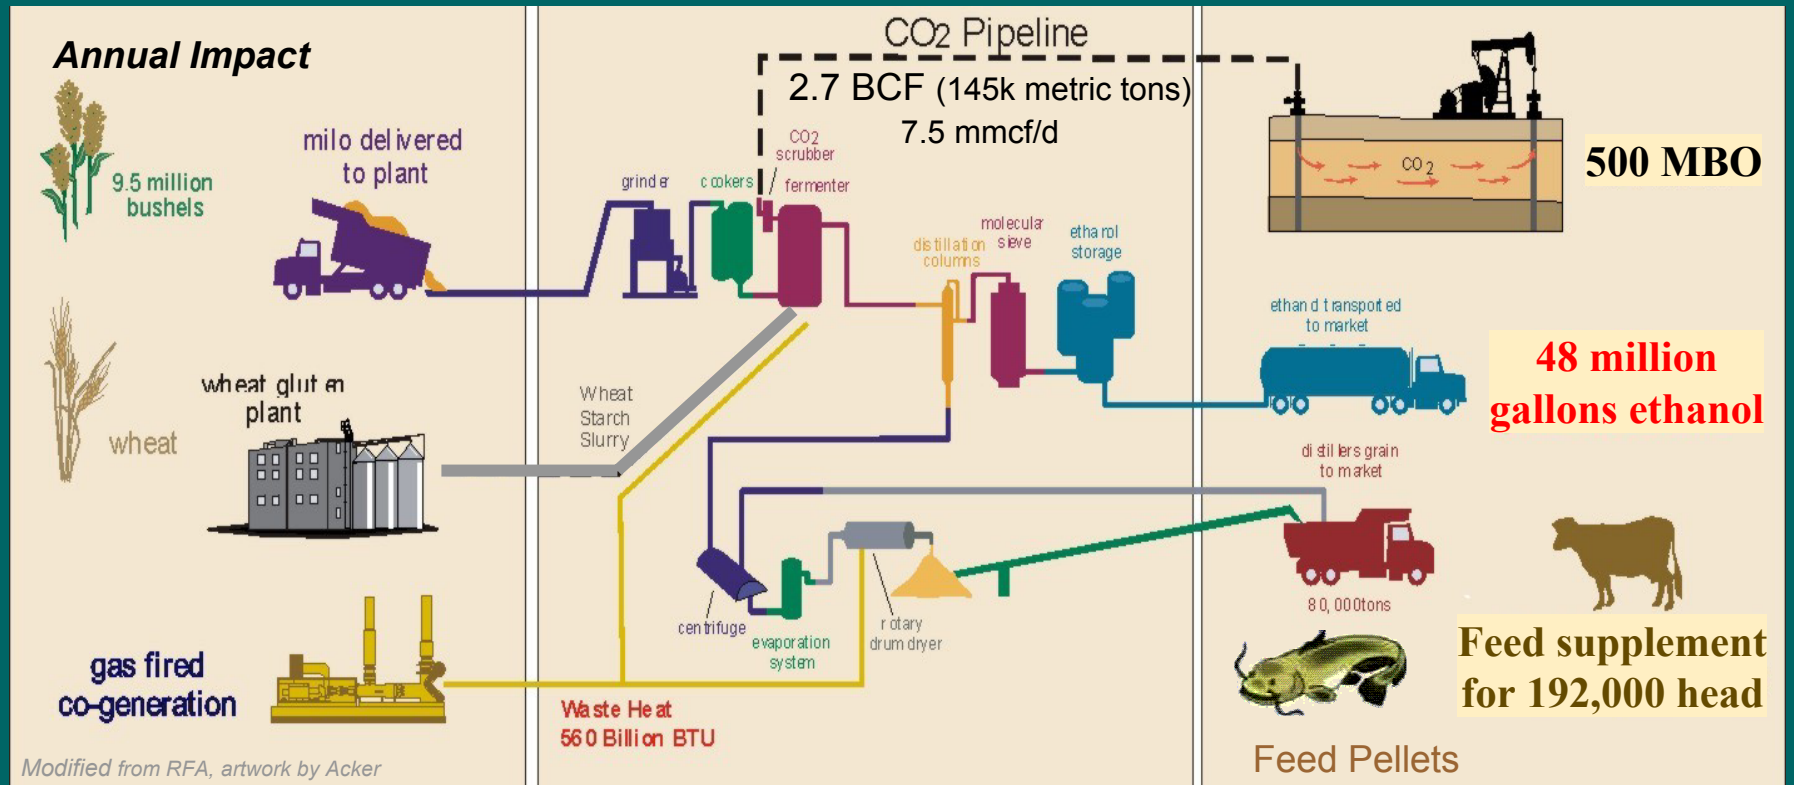 Annual Impact
9.5 million
bushels
milo delivered
to plant
wheat
wheat gluten
plant
gas fired
co-generation
Modified from RFA, artwork by Acker
CO2 Pipeline
2.7 BCF (145k metric tons)
7.5 mmcf/d
CO2
scrubber
grinder
cookers
fermenter
distillation
columns
molecular
sieve
ethanol
storage
Wheat
Starch
Slurry
centrifuge
evaporation
system
rotary
drum dryer
Waste Heat
560 Billion BTU
CO2
500 MBO
ethanol transported
to market
48 million
gallons ethanol
distillers grain
to market
80,000tons
Feed supplement
for 192,000 head
Feed Pellets